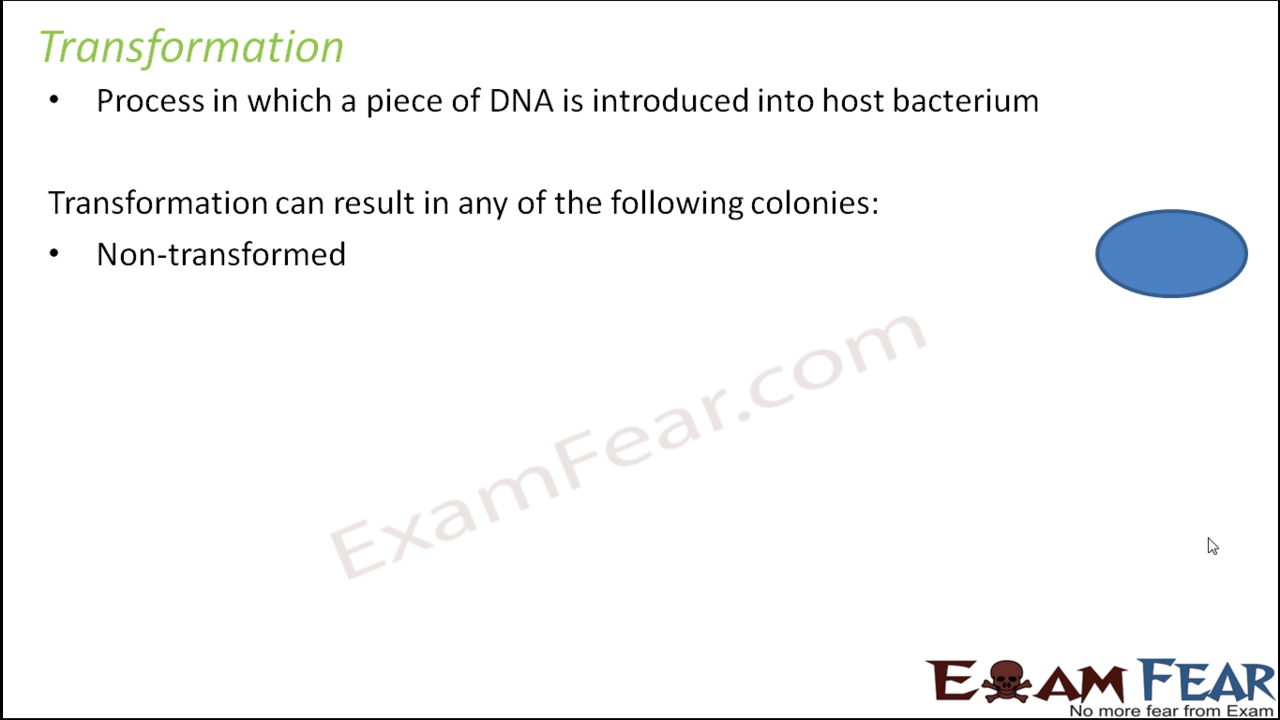 Transformation
• Process in which a piece of DNA is introduced into host bacterium
Transformation can result in any of the following colonies:
• Non-transformed
ExamFear.com
EXAM FEAR
No more fear from Exam